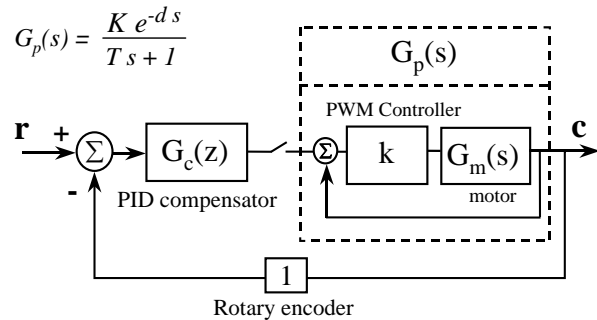 G_p(s) = K e^{-d s} / T s + 1
G_p(s)
PWM Controller
r
+
Σ
-
G_c(z)
PID compensator
Σ
k
G_m(s)
motor
c
1
Rotary encoder